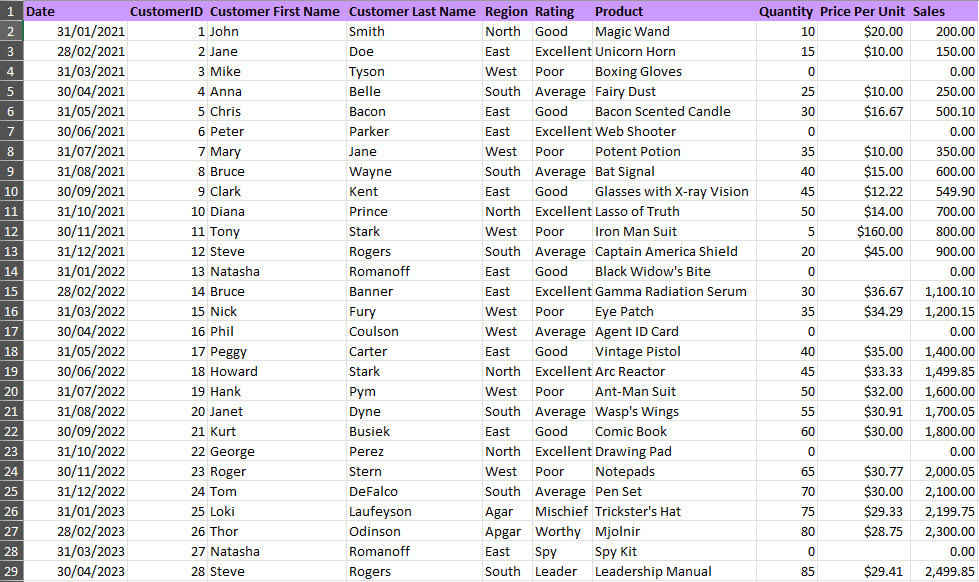 1 Date CustomerID Customer First Name Customer Last Name Region Rating Product Quantity Price Per Unit Sales
2 31/01/2021 1 John Smith North Good Magic Wand 10 $20.00 200.00
3 28/02/2021 2 Jane Doe East Excellent Unicorn Horn 15 $10.00 150.00
4 31/03/2021 3 Mike Tyson West Poor Boxing Gloves 0 0.00
5 30/04/2021 4 Anna Belle South Average Fairy Dust 25 $10.00 250.00
6 31/05/2021 5 Chris Bacon East Good Bacon Scented Candle 30 $16.67 500.10
7 30/06/2021 6 Peter Parker East Excellent Web Shooter 0 0.00
8 31/07/2021 7 Mary Jane West Poor Potent Potion 35 $10.00 350.00
9 31/08/2021 8 Bruce Wayne South Average Bat Signal 40 $15.00 600.00
10 30/09/2021 9 Clark Kent East Good Glasses with X-ray Vision 45 $12.22 549.90
11 31/10/2021 10 Diana Prince North Excellent Lasso of Truth 50 $14.00 700.00
12 30/11/2021 11 Tony Stark West Poor Iron Man Suit 5 $160.00 800.00
13 31/12/2021 12 Steve Rogers South Average Captain America Shield 20 $45.00 900.00
14 31/01/2022 13 Natasha Romanoff East Good Black Widow's Bite 0 0.00
15 28/02/2022 14 Bruce Banner East Excellent Gamma Radiation Serum 30 $36.67 1,100.10
16 31/03/2022 15 Nick Fury West Poor Eye Patch 35 $34.29 1,200.15
17 30/04/2022 16 Phil Coulson West Average Agent ID Card 0 0.00
18 31/05/2022 17 Peggy Carter East Good Vintage Pistol 40 $35.00 1,400.00
19 30/06/2022 18 Howard Stark North Excellent Arc Reactor 45 $33.33 1,499.85
20 31/07/2022 19 Hank Pym West Poor Ant-Man Suit 50 $32.00 1,600.00
21 31/08/2022 20 Janet Dyne South Average Wasp's Wings 55 $30.91 1,700.05
22 30/09/2022 21 Kurt Busiek East Good Comic Book 60 $30.00 1,800.00
23 31/10/2022 22 George Perez North Excellent Drawing Pad 0 0.00
24 30/11/2022 23 Roger Stern West Poor Notepads 65 $30.77 2,000.05
25 31/12/2022 24 Tom DeFalco South Average Pen Set 70 $30.00 2,100.00
26 31/01/2023 25 Loki Laufeyson Agar Mischief Trickster's Hat 75 $29.33 2,199.75
27 28/02/2023 26 Thor Odinson Apgar Worthy Mjolnir 80 $28.75 2,300.00
28 31/03/2023 27 Natasha Romanoff East Spy Spy Kit 0 0.00
29 30/04/2023 28 Steve Rogers South Leader Leadership Manual 85 $29.41 2,499.85